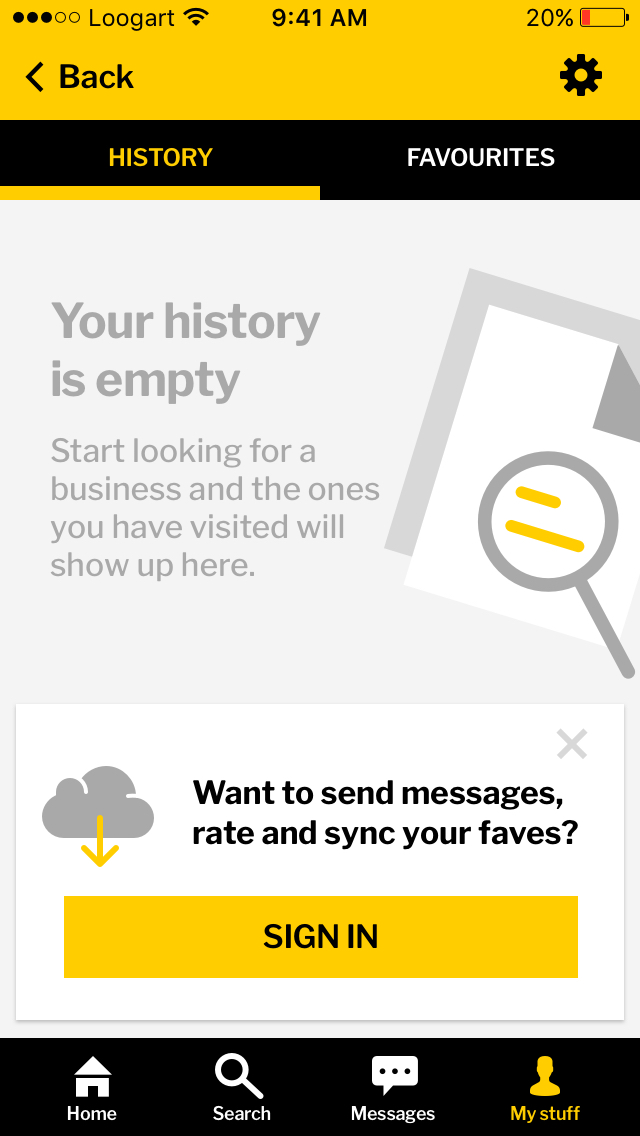 Loogart 9:41 AM 20%
Back
HISTORY FAVOURITES
Your history
is empty
Start looking for a
business and the ones
you have visited will
show up here.
Want to send messages,
rate and sync your faves?
SIGN IN
Home Search Messages My stuff